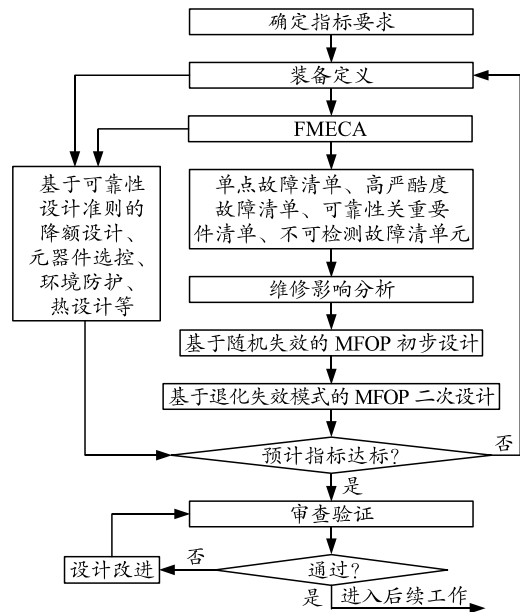 确定指标要求
装备定义
FMECA
基于可靠性
设计准则的
降额设计、
元器件选控、
环境防护、
热设计等
单点故障清单、高严酷度
故障清单、可靠性关重要
件清单、不可检测故障清单元
维修影响分析
基于随机失效的 MFOP 初步设计
基于退化失效模式的 MFOP 二次设计
预计指标达标?
否
是
审查验证
设计改进
否
通过?
是
进入后续工作